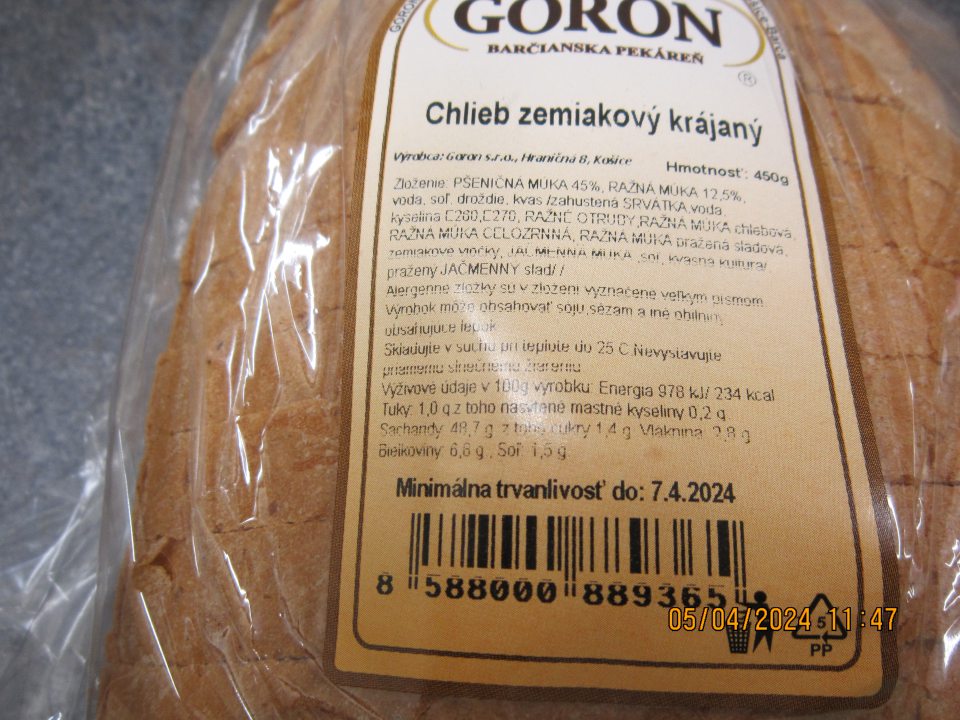 GORON
BARČIANSKA PEKÁREŇ
®
Chlieb zemiakový krájaný
Výrobca: Goron s.r.o., Hraničná 8, Košice
Hmotnosť: 450g
Zloženie: PŠENIČNÁ MÚKA 45%, RAŽNÁ MÚKA 12,5%,
voda, soľ, droždie, kvas /zahustená SRVÁTKA,voda,
kyselina E260,E270, RAŽNÉ OTRUBY,RAŽNÁ MÚKA chlebová,
RAŽNÁ MÚKA CELOZRNNÁ, RAŽNÁ MÚKA pražená sladová,
zemiakové vločky, JAČMENNÁ MÚKA ,soľ, kvasná kultúra/
pražený JAČMENNÝ slad/ /
Alergénne zložky sú v zložení vyznačené veľkým písmom.
Výrobok môže obsahovať sóju,sézam a iné obilniny
obsahujúce lepok.
Skladujte v suchu pri teplote do 25 C.Nevystavujte
priamemu slnečnému žiareniu.
Výživové údaje v 100g výrobku: Energia 978 kJ/ 234 kcal
Tuky: 1,0 g z toho nasýtené mastné kyseliny 0,2 g
Sacharidy: 48,7 g, z toho cukry 1,4 g Vláknina: 2,8 g
Bielkoviny: 6,8 g , Soľ: 1,5 g
Minimálna trvanlivosť do: 7.4.2024
8 588000 889365
05/04/2024 11:47
5
PP